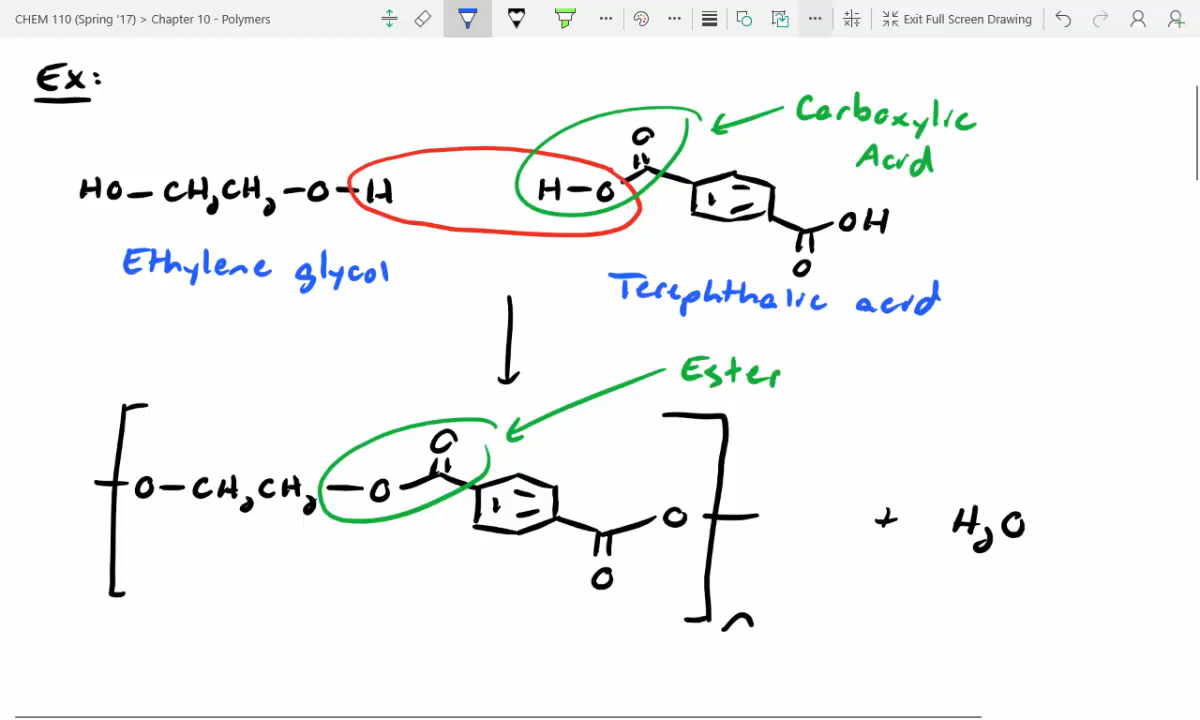 CHEM 110 (Spring '17) > Chapter 10 - Polymers
Exit Full Screen Drawing
Ex:
Carboxylic
Acid
O
HO-CH2CH2-O-H
H-O
OH
O
Ethylene glycol
Terephthalic acid
Ester
O
O-CH2CH2-O
O
O
n
+ H2O